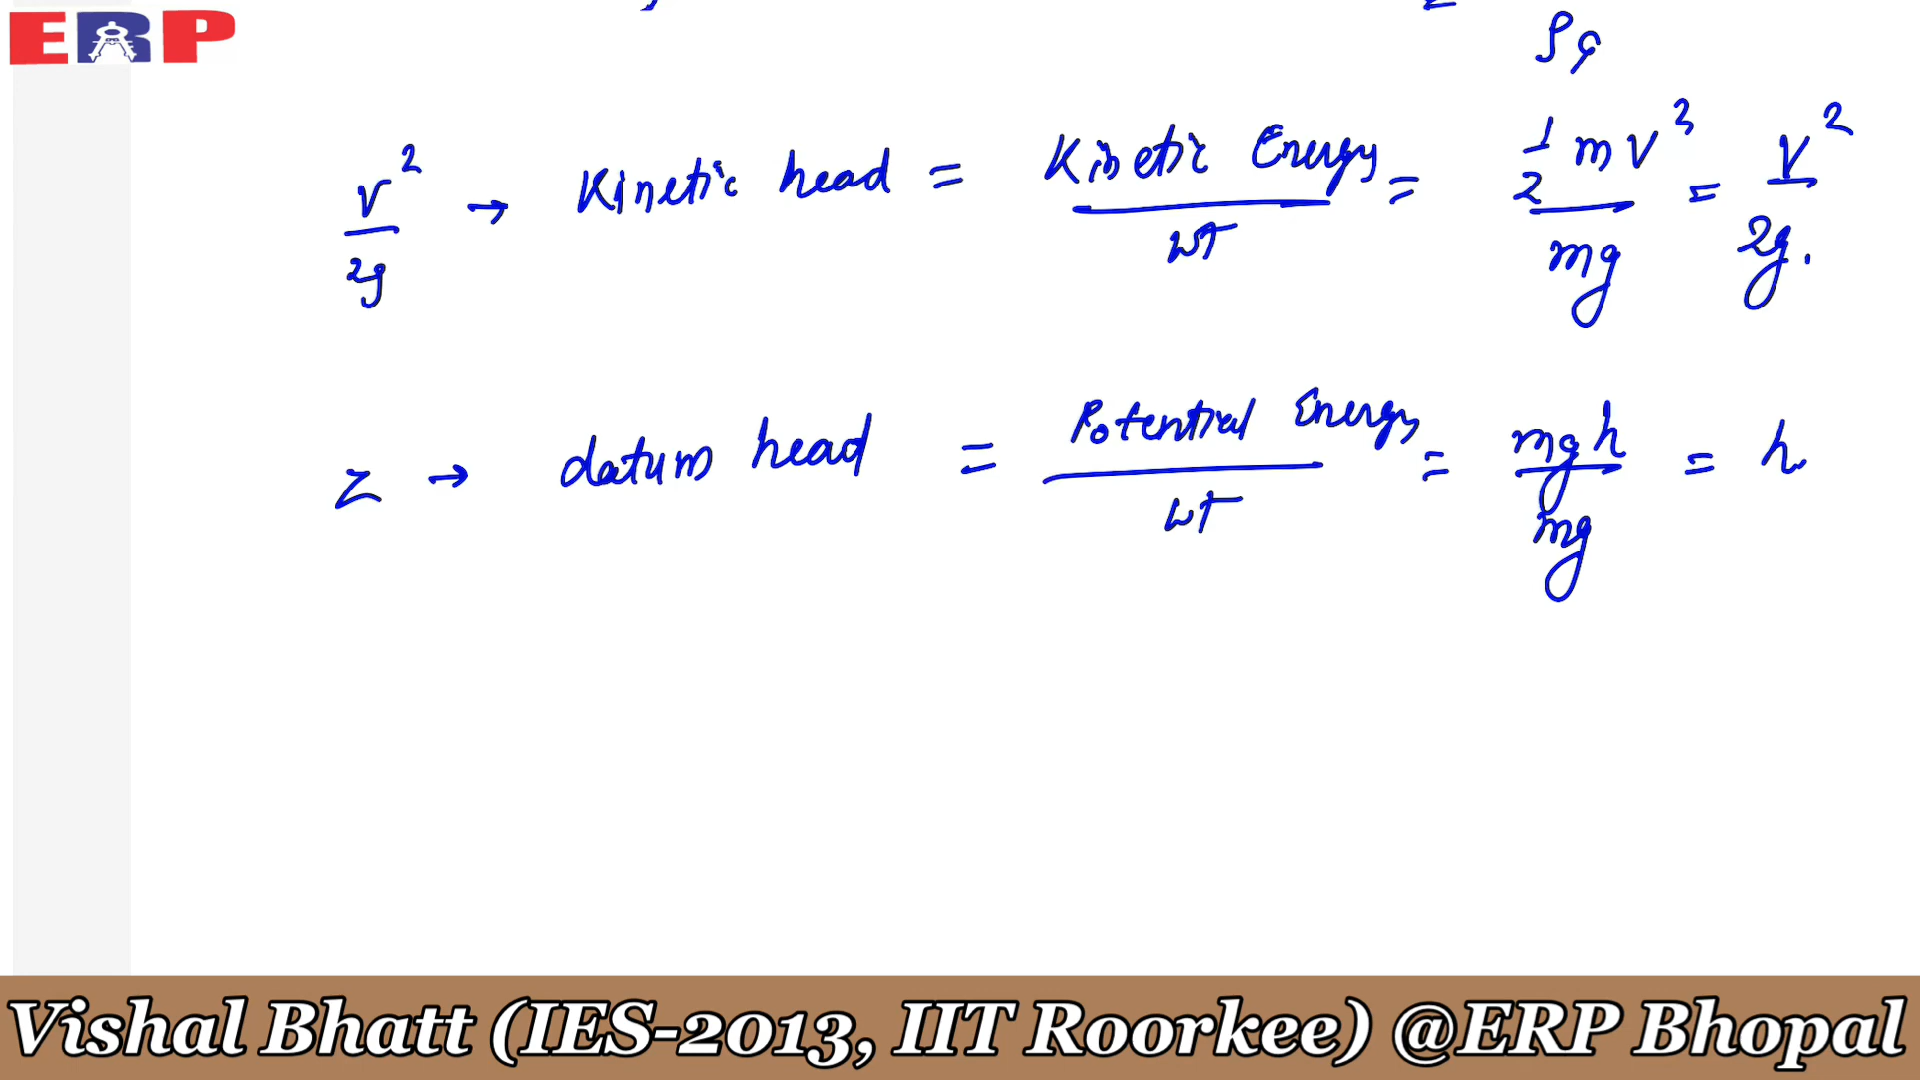 ERP
ρg
V²/2g → Kinetic head = Kinetic Energy/wT = ½mv²/mg = V²/2g.
z → datum head = Potential Energy/wT = mgh/mg = h
Vishal Bhatt (IES-2013, IIT Roorkee) @ERP Bhopal